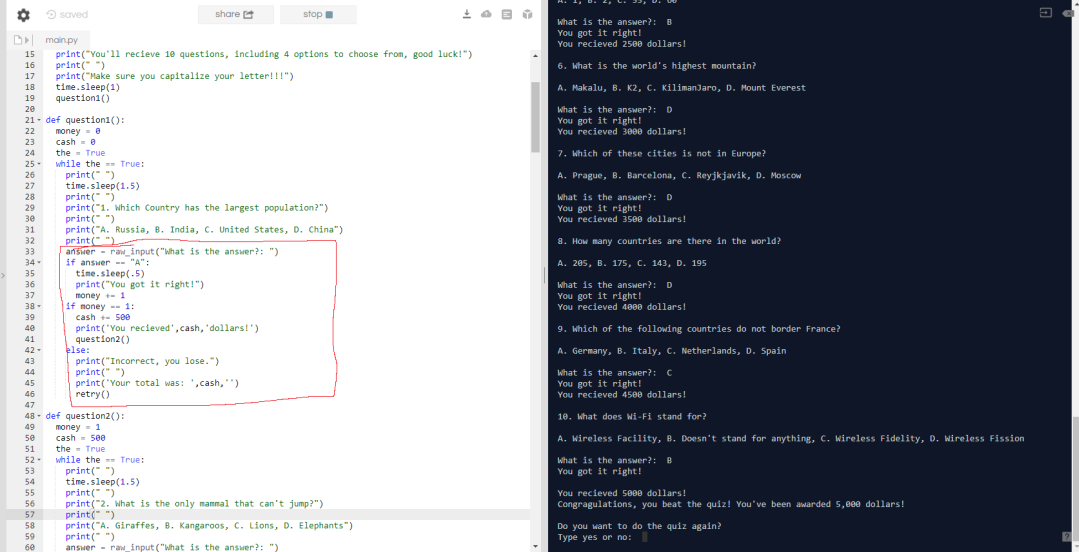 saved
share
stop
main.py
15 print("You'll recieve 10 questions, including 4 options to choose from, good luck!")
16 print(" ")
17 print("Make sure you capitalize your letter!!!")
18 time.sleep(1)
19 question1()
20
21 def question1():
22 money = 0
23 cash = 0
24 the = True
25 while the == True:
26 print(" ")
27 time.sleep(1.5)
28 print(" ")
29 print("1. Which Country has the largest population?")
30 print(" ")
31 print("A. Russia, B. India, C. United States, D. China")
32 print(" ")
33 answer = raw_input("What is the answer?: ")
34 if answer == "A":
35 time.sleep(.5)
36 print("You got it right!")
37 money += 1
38 if money == 1:
39 cash += 500
40 print('You recieved',cash,'dollars!')
41 question2()
42 else:
43 print("Incorrect, you lose.")
44 print(" ")
45 print('Your total was: ',cash,'')
46 retry()
47
48 def question2():
49 money = 1
50 cash = 500
51 the = True
52 while the == True:
53 print(" ")
54 time.sleep(1.5)
55 print(" ")
56 print("2. What is the only mammal that can't jump?")
57 print(" ")
58 print("A. Giraffes, B. Kangaroos, C. Lions, D. Elephants")
59 print(" ")
60 answer = raw_input("What is the answer?: ")
What is the answer?: B
You got it right!
You recieved 2500 dollars!
6. What is the world's highest mountain?
A. Makalu, B. K2, C. KilimanJaro, D. Mount Everest
What is the answer?: D
You got it right!
You recieved 3000 dollars!
7. Which of these cities is not in Europe?
A. Prague, B. Barcelona, C. Reyjkjavik, D. Moscow
What is the answer?: D
You got it right!
You recieved 3500 dollars!
8. How many countries are there in the world?
A. 205, B. 175, C. 143, D. 195
What is the answer?: D
You got it right!
You recieved 4000 dollars!
9. Which of the following countries do not border France?
A. Germany, B. Italy, C. Netherlands, D. Spain
What is the answer?: C
You got it right!
You recieved 4500 dollars!
10. What does Wi-Fi stand for?
A. Wireless Facility, B. Doesn't stand for anything, C. Wireless Fidelity, D. Wireless Fission
What is the answer?: B
You got it right!
You recieved 5000 dollars!
Congragulations, you beat the quiz! You've been awarded 5,000 dollars!
Do you want to do the quiz again?
Type yes or no: